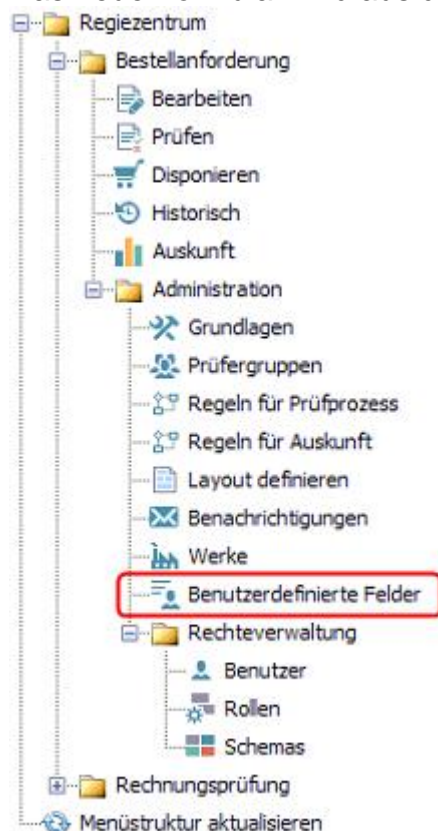 Regiezentrum
Bestellanforderung
Bearbeiten
Prüfen
Disponieren
Historisch
Auskunft
Administration
Grundlagen
Prüfergruppen
Regeln für Prüfprozess
Regeln für Auskunft
Layout definieren
Benachrichtigungen
Werke
Benutzerdefinierte Felder
Rechteverwaltung
Benutzer
Rollen
Schemas
Rechnungsprüfung
Menüstruktur aktualisieren